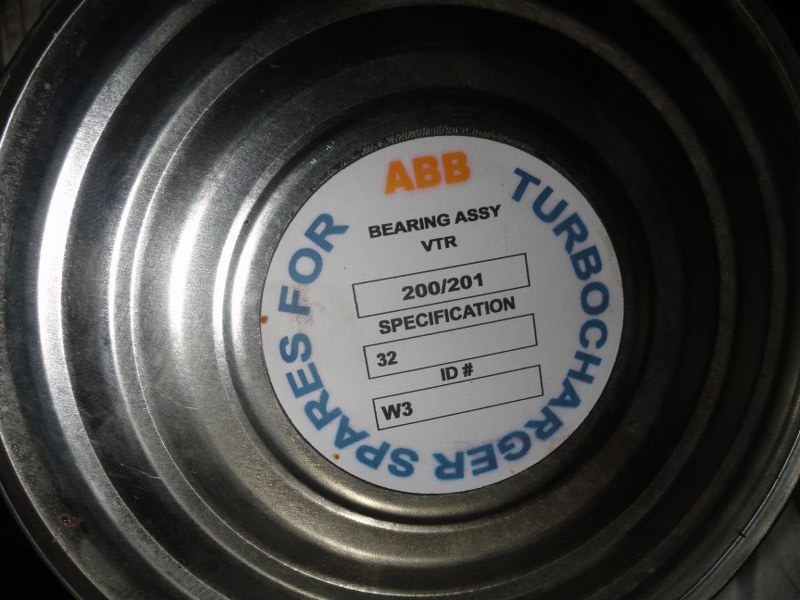 SPARES FOR
ABB
TURBOCHARGER
BEARING ASSY
VTR
200/201
SPECIFICATION
32
ID #
W3